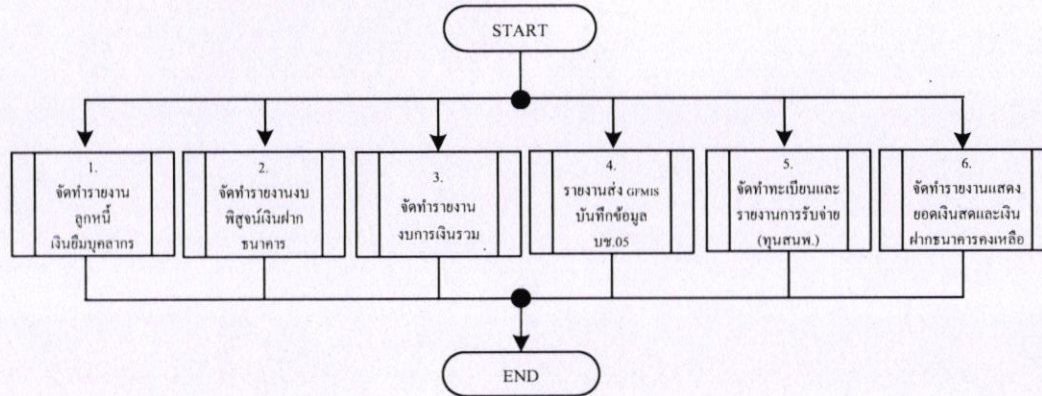 START
1.
จัดทำรายงาน
ลูกหนี้
เงินยืมบุคลากร
2.
จัดทำรายงานงบ
พิสูจน์เงินฝาก
ธนาคาร
3.
จัดทำรายงาน
งบการเงินรวม
4.
รายงานส่ง GFMIS
บันทึกข้อมูล
บช.05
5.
จัดทำทะเบียนและ
รายงานการรับจ่าย
(ทุนสนพ.)
6.
จัดทำรายงานแสดง
ยอดเงินสดและเงิน
ฝากธนาคารคงเหลือ
END